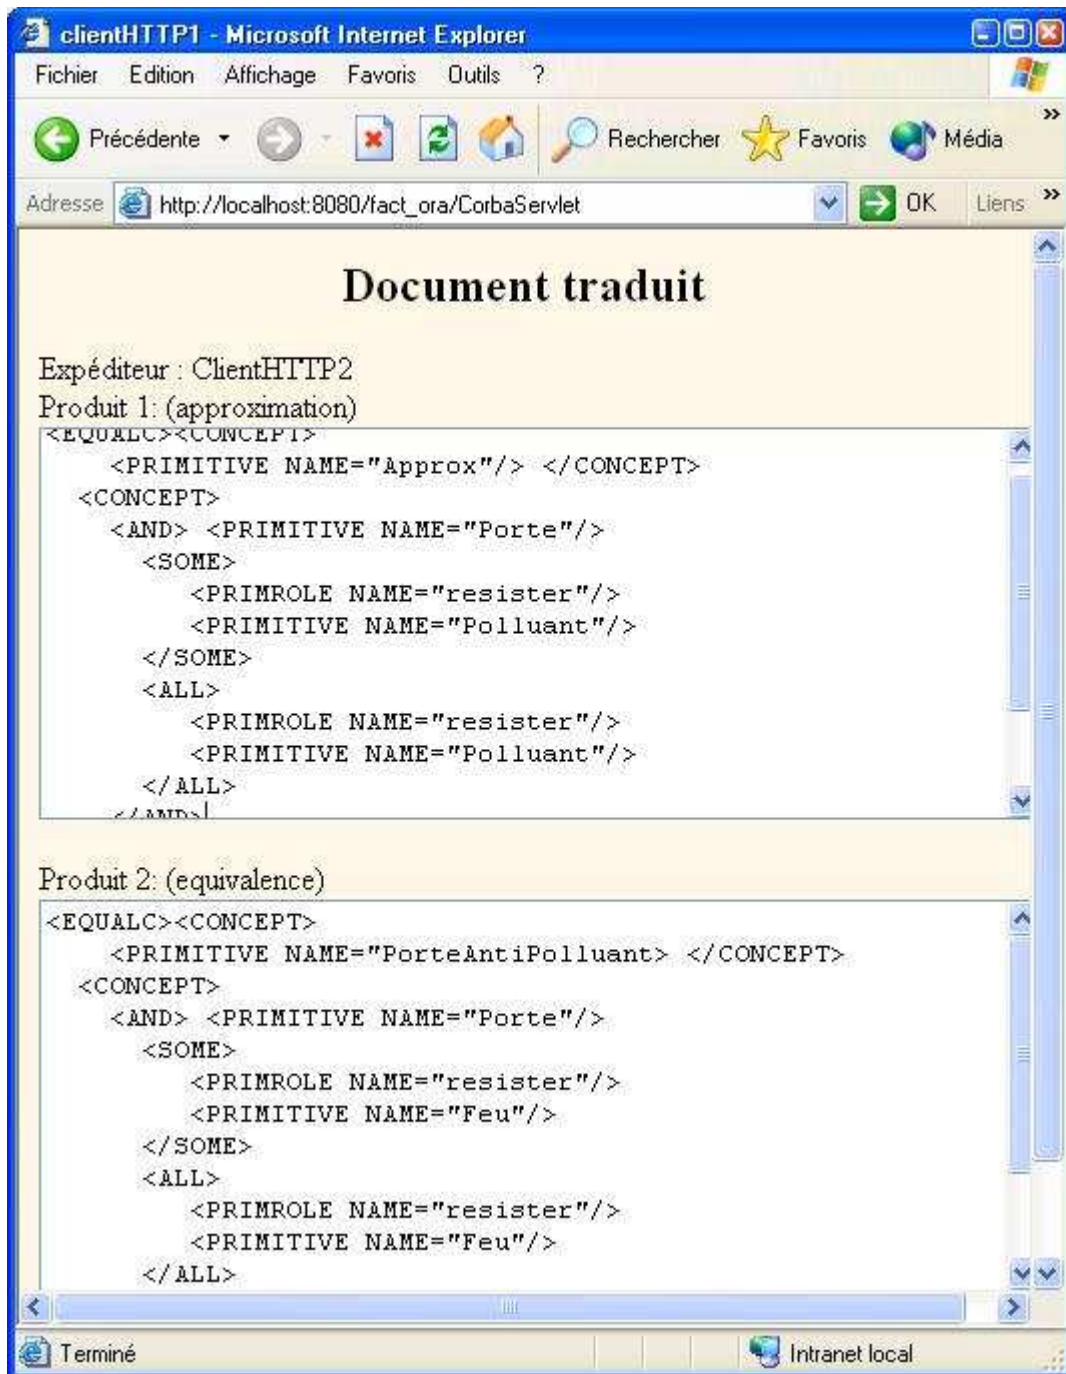 clientHTTP1 - Microsoft Internet Explorer
Fichier Edition Affichage Favoris Outils ?
Précédente Rechercher Favoris Média »
Adresse http://localhost:8080/fact_ora/CorbaServlet OK Liens »
Document traduit
Expéditeur : ClientHTTP2
Produit 1: (approximation)
<EQUALC><CONCEPT>
<PRIMITIVE NAME="Approx"/> </CONCEPT>
<CONCEPT>
<AND> <PRIMITIVE NAME="Porte"/>
<SOME>
<PRIMROLE NAME="resister"/>
<PRIMITIVE NAME="Polluant"/>
</SOME>
<ALL>
<PRIMROLE NAME="resister"/>
<PRIMITIVE NAME="Polluant"/>
</ALL>
</AND>
Produit 2: (equivalence)
<EQUALC><CONCEPT>
<PRIMITIVE NAME="PorteAntiPolluant> </CONCEPT>
<CONCEPT>
<AND> <PRIMITIVE NAME="Porte"/>
<SOME>
<PRIMROLE NAME="resister"/>
<PRIMITIVE NAME="Feu"/>
</SOME>
<ALL>
<PRIMROLE NAME="resister"/>
<PRIMITIVE NAME="Feu"/>
</ALL>
Terminé Intranet local